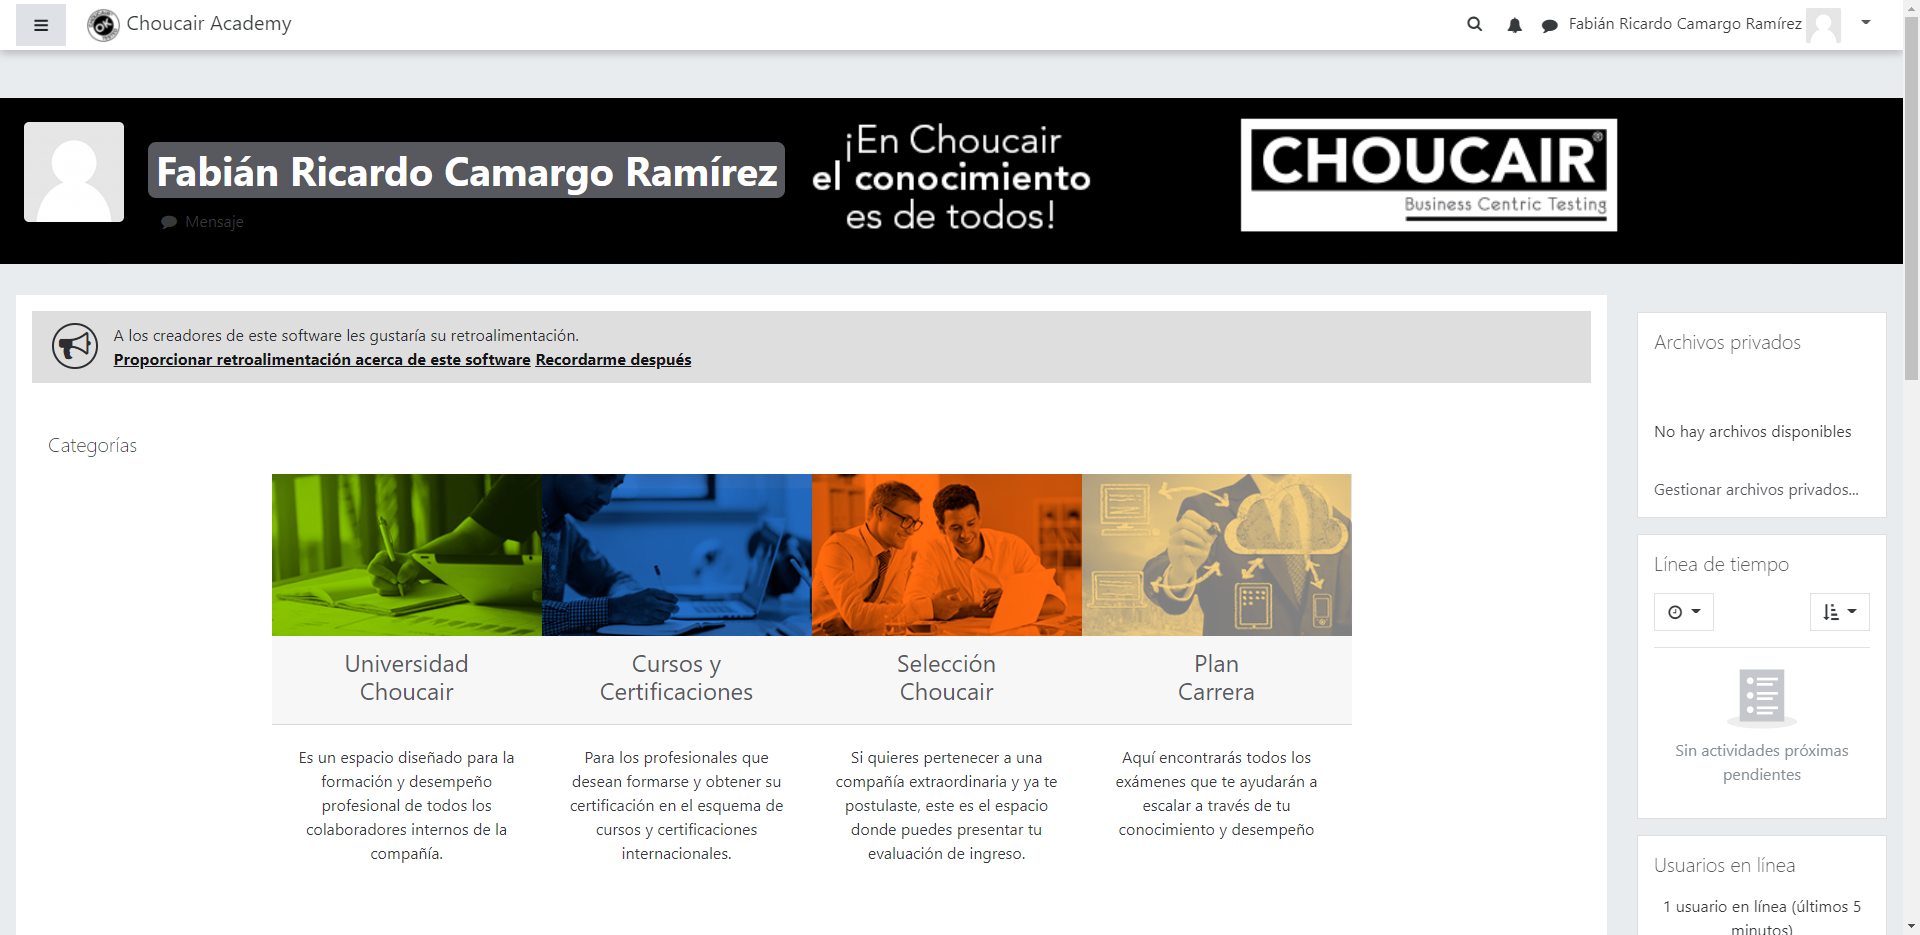 Choucair Academy
Fabián Ricardo Camargo Ramírez
Fabián Ricardo Camargo Ramírez
Mensaje
¡En Choucair
el conocimiento
es de todos!
CHOUCAIR®
Business Centric Testing
A los creadores de este software les gustaría su retroalimentación.
Proporcionar retroalimentación acerca de este software Recordarme después
Categorías
Universidad
Choucair
Es un espacio diseñado para la
formación y desempeño
profesional de todos los
colaboradores internos de la
compañía.
Cursos y
Certificaciones
Para los profesionales que
desean formarse y obtener su
certificación en el esquema de
cursos y certificaciones
internacionales.
Selección
Choucair
Si quieres pertenecer a una
compañía extraordinaria y ya te
postulaste, este es el espacio
donde puedes presentar tu
evaluación de ingreso.
Plan
Carrera
Aquí encontrarás todos los
exámenes que te ayudarán a
escalar a través de tu
conocimiento y desempeño
Archivos privados
No hay archivos disponibles
Gestionar archivos privados...
Línea de tiempo
Sin actividades próximas
pendientes
Usuarios en línea
1 usuario en línea (últimos 5
minutos)